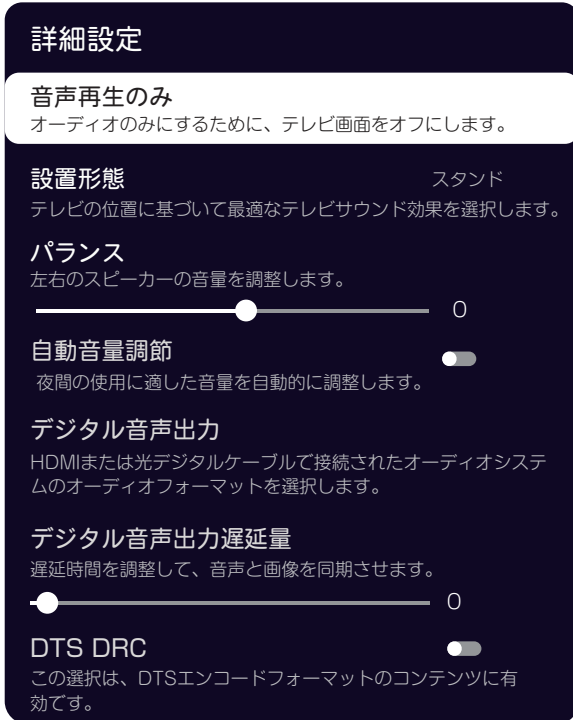 詳細設定
音声再生のみ
オーディオのみにするために、テレビ画面をオフにします。
設置形態 スタンド
テレビの位置に基づいて最適なテレビサウンド効果を選択します。
バランス
左右のスピーカーの音量を調整します。
0
自動音量調節
夜間の使用に適した音量を自動的に調整します。
デジタル音声出力
HDMIまたは光デジタルケーブルで接続されたオーディオシステ
ムのオーディオフォーマットを選択します。
デジタル音声出力遅延量
遅延時間を調整して、音声と画像を同期させます。
0
DTS DRC
この選択は、DTSエンコードフォーマットのコンテンツに有
効です。